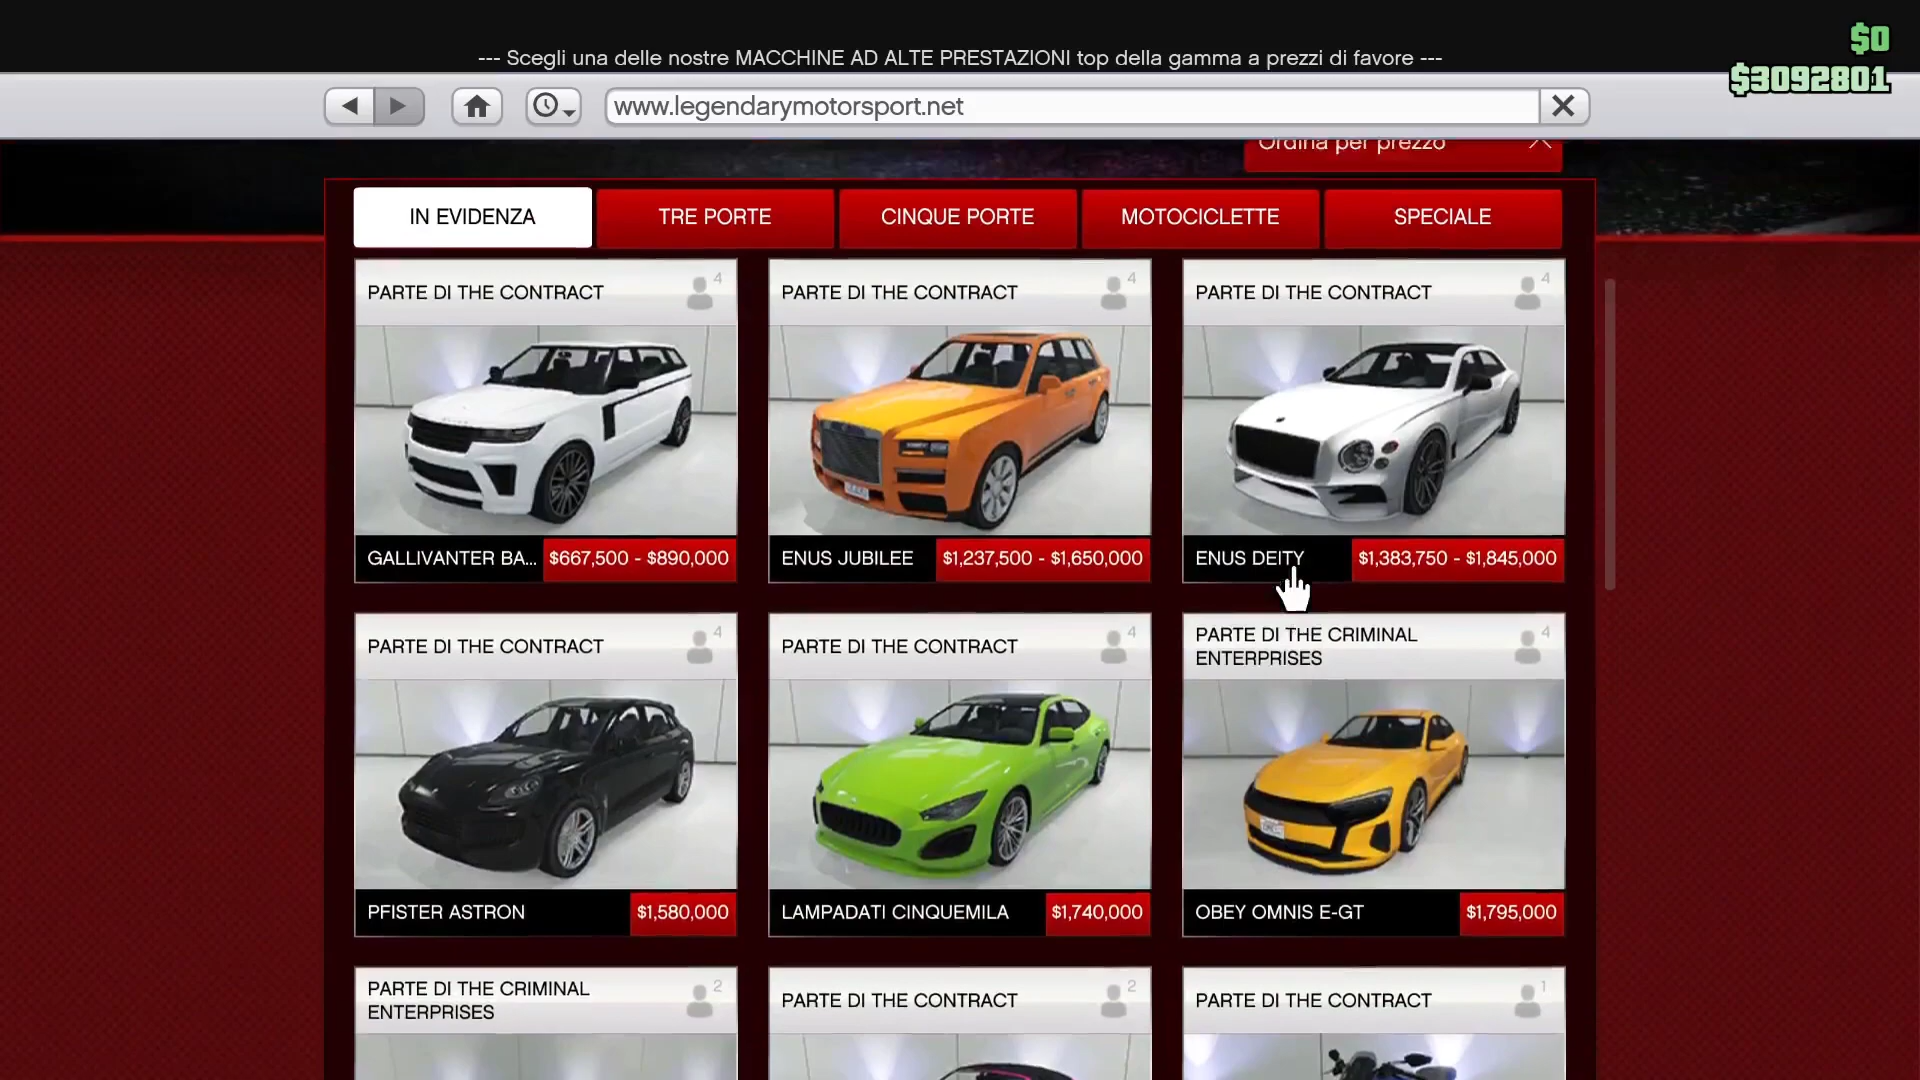 $0
--- Scegli una delle nostre MACCHINE AD ALTE PRESTAZIONI top della gamma a prezzi di favore ---
$3092801
www.legendarymotorsport.net
Ordina per prezzo
IN EVIDENZA
TRE PORTE
CINQUE PORTE
MOTOCICLETTE
SPECIALE
PARTE DI THE CONTRACT
4
PARTE DI THE CONTRACT
4
PARTE DI THE CONTRACT
4
GALLIVANTER BA...
$667,500 - $890,000
ENUS JUBILEE
$1,237,500 - $1,650,000
ENUS DEITY
$1,383,750 - $1,845,000
PARTE DI THE CONTRACT
4
PARTE DI THE CONTRACT
4
PARTE DI THE CRIMINAL
ENTERPRISES
4
PFISTER ASTRON
$1,580,000
LAMPADATI CINQUEMILA
$1,740,000
OBEY OMNIS E-GT
$1,795,000
PARTE DI THE CRIMINAL
ENTERPRISES
2
PARTE DI THE CONTRACT
2
PARTE DI THE CONTRACT
1